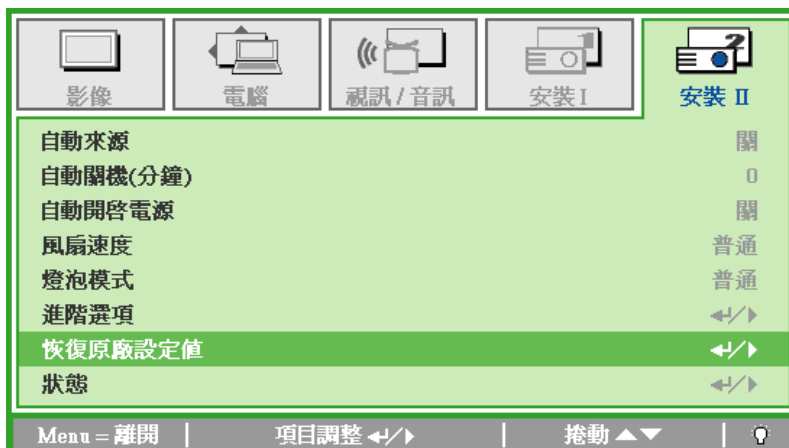 影像 電腦 視訊 / 音訊 安裝 I 安裝 II
自動來源 關
自動關機(分鐘) 0
自動開啓電源 關
風扇速度 普通
燈泡模式 普通
進階選項
恢復原廠設定值
狀態
Menu = 離開 項目調整 捲動